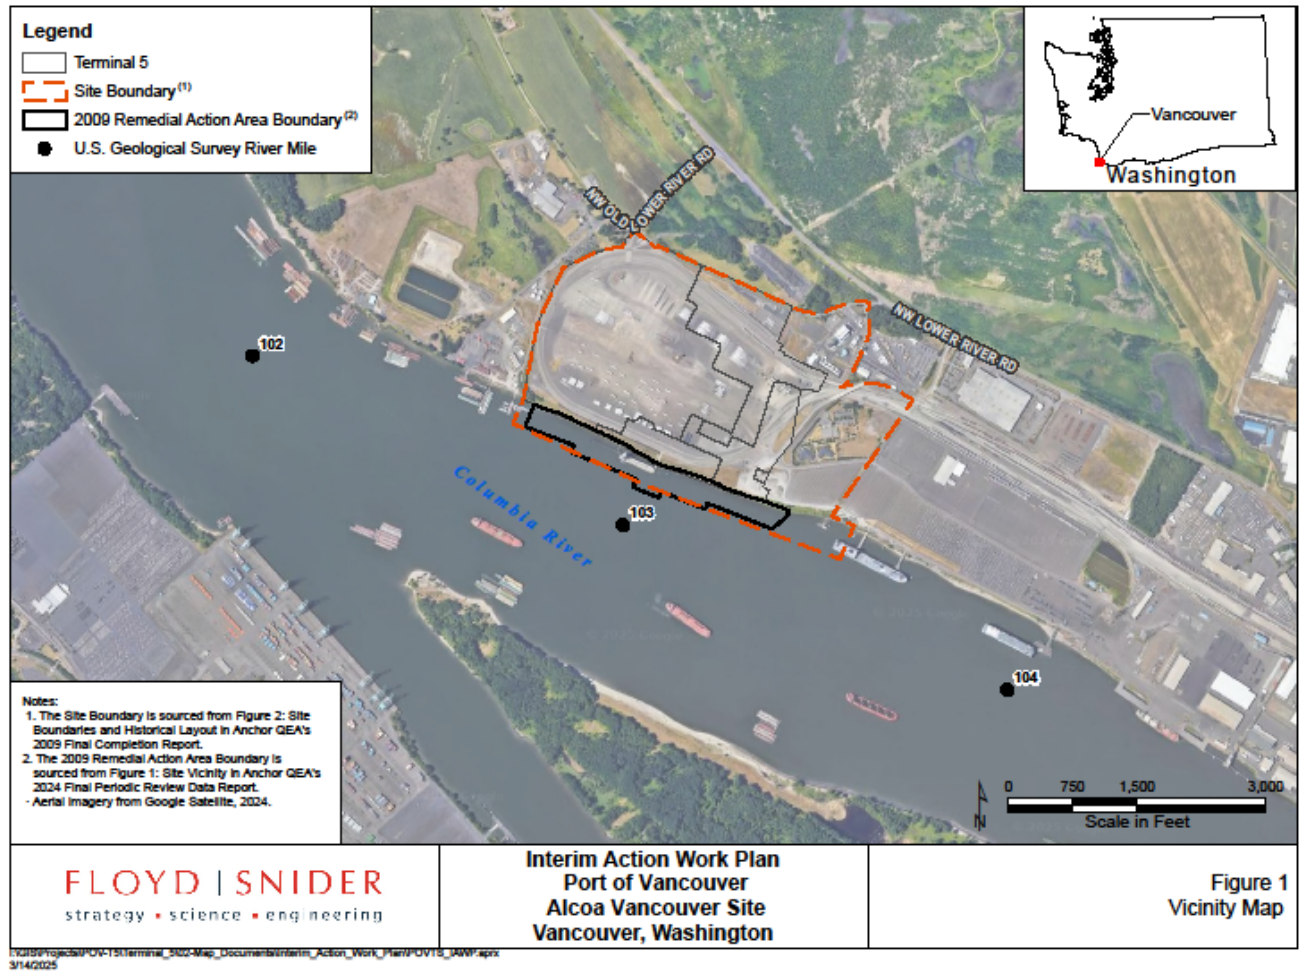 Legend
Terminal 5
Site Boundary (1)
2009 Remedial Action Area Boundary (2)
U.S. Geological Survey River Mile
Vancouver
Washington
NW OLD LOWER RIVER RD
NW LOWER RIVER RD
102
103
104
Columbia River
Notes:
1. The Site Boundary is sourced from Figure 2: Site
Boundaries and Historical Layout in Anchor QEA's
2009 Final Completion Report.
2. The 2009 Remedial Action Area Boundary is
sourced from Figure 1: Site Vicinity in Anchor QEA's
2024 Final Periodic Review Data Report.
- Aerial imagery from Google Satellite, 2024.
N
0 750 1,500 3,000
Scale in Feet
FLOYD | SNIDER
strategy ▪ science ▪ engineering
Interim Action Work Plan
Port of Vancouver
Alcoa Vancouver Site
Vancouver, Washington
Figure 1
Vicinity Map
3/14/2025